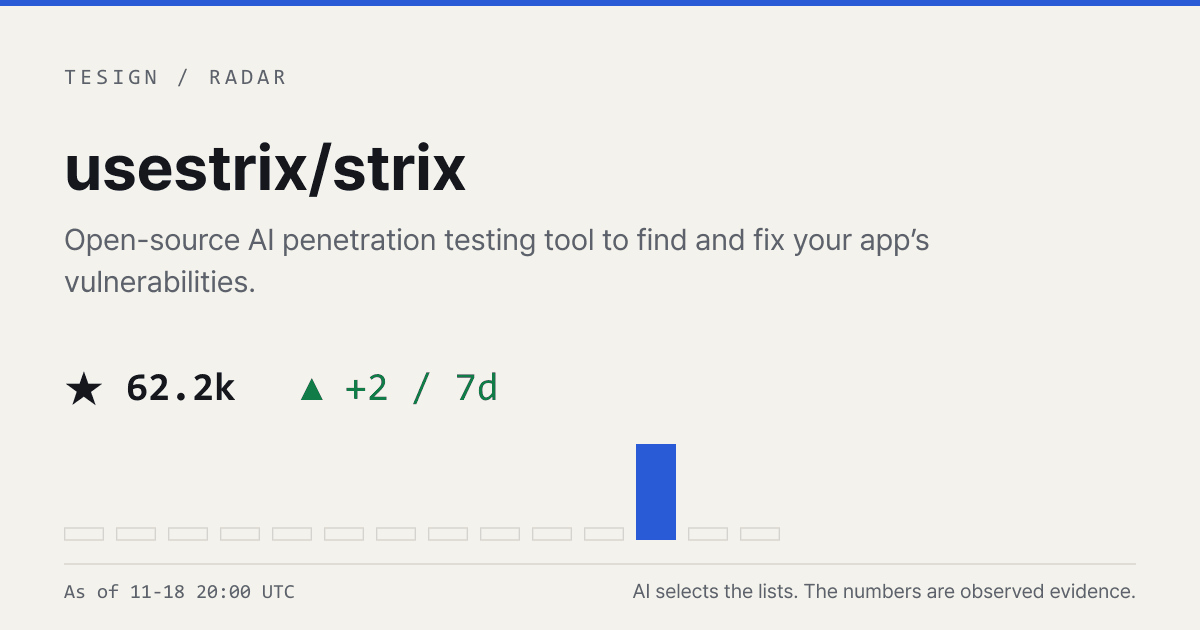 TESIGN / RADAR
usestrix/strix
Open-source AI penetration testing tool to find and fix your app’s
vulnerabilities.
★ 62.2k ▲ +2 / 7d
As of 11-18 20:00 UTC
AI selects the lists. The numbers are observed evidence.